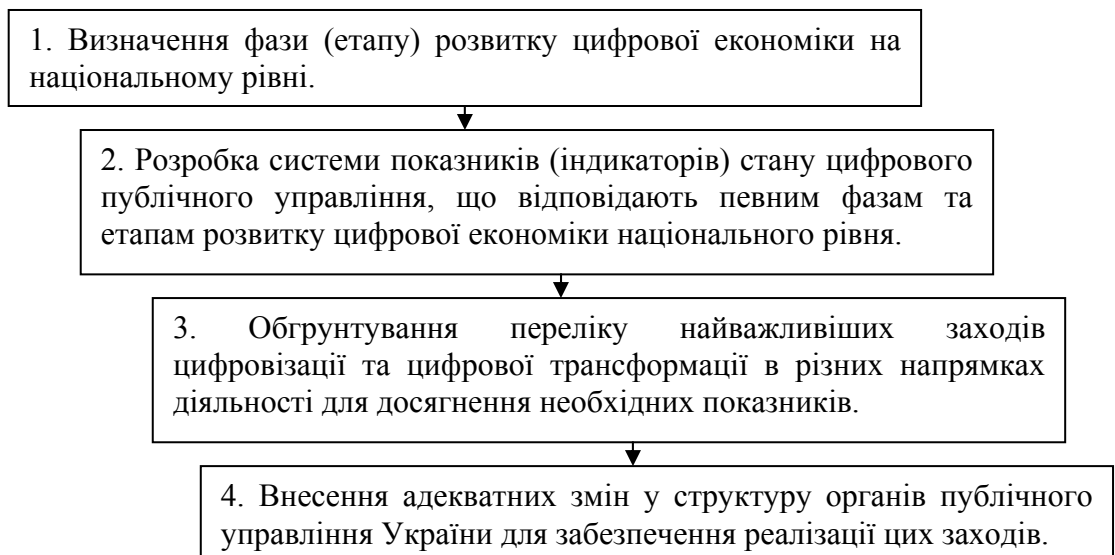 1. Визначення фази (етапу) розвитку цифрової економіки на
національному рівні.
2. Розробка системи показників (індикаторів) стану цифрового
публічного управління, що відповідають певним фазам та
етапам розвитку цифрової економіки національного рівня.
3. Обгрунтування переліку найважливіших заходів
цифровізації та цифрової трансформації в різних напрямках
діяльності для досягнення необхідних показників.
4. Внесення адекватних змін у структуру органів публічного
управління України для забезпечення реалізації цих заходів.